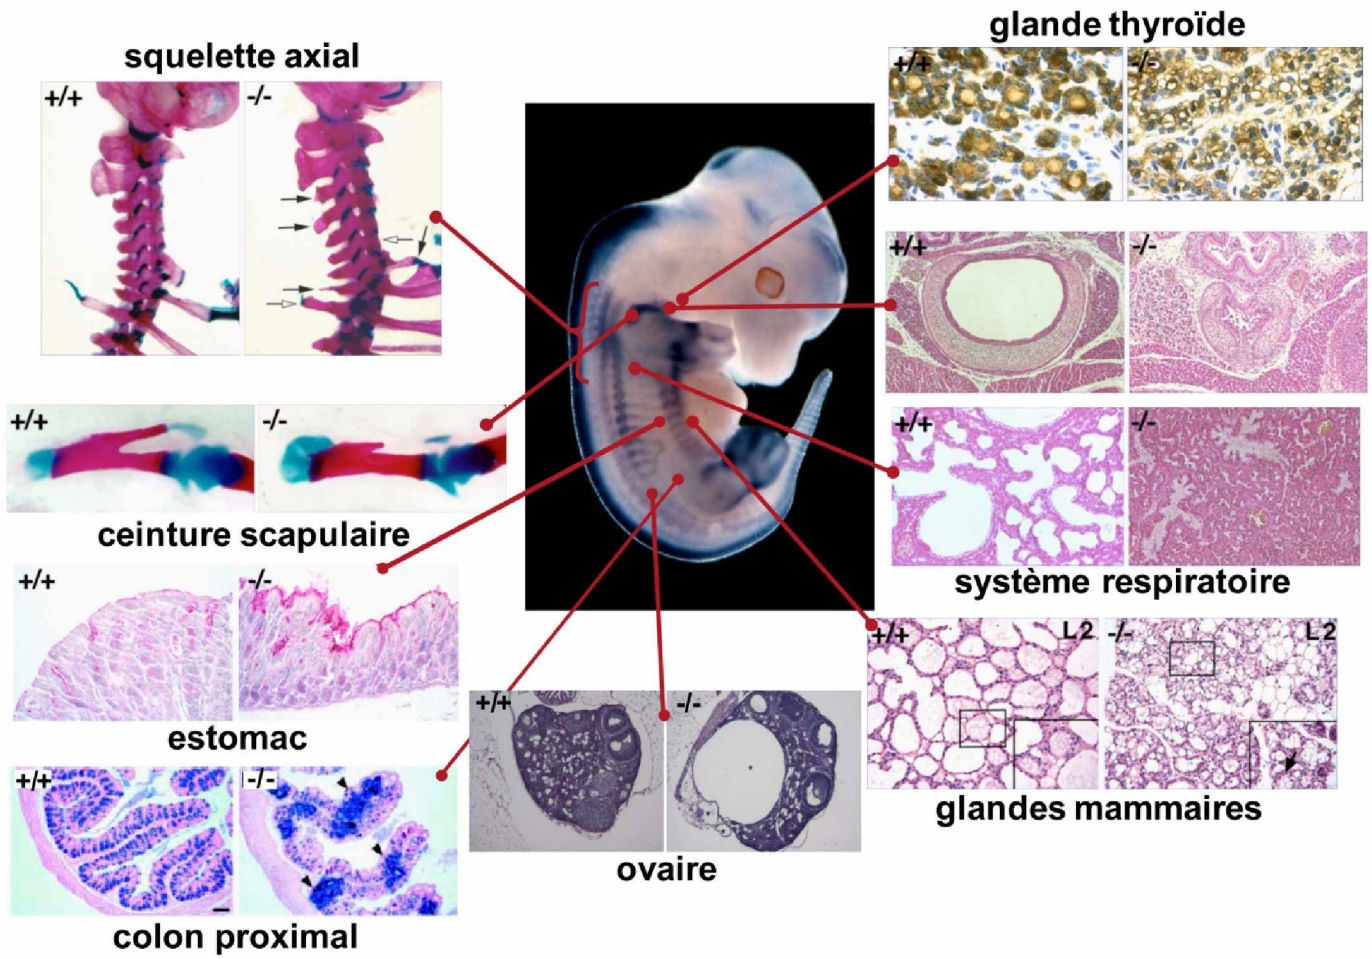 glande thyroïde
squelette axial
+/+
-/-
+/+
-/-
+/+
-/-
+/+
-/-
ceinture scapulaire
+/+
-/-
système respiratoire
+/+
-/-
estomac
+/+
L2
-/-
L2
glandes mammaires
+/+
-/-
ovaire
+/+
-/-
colon proximal
*
*
*